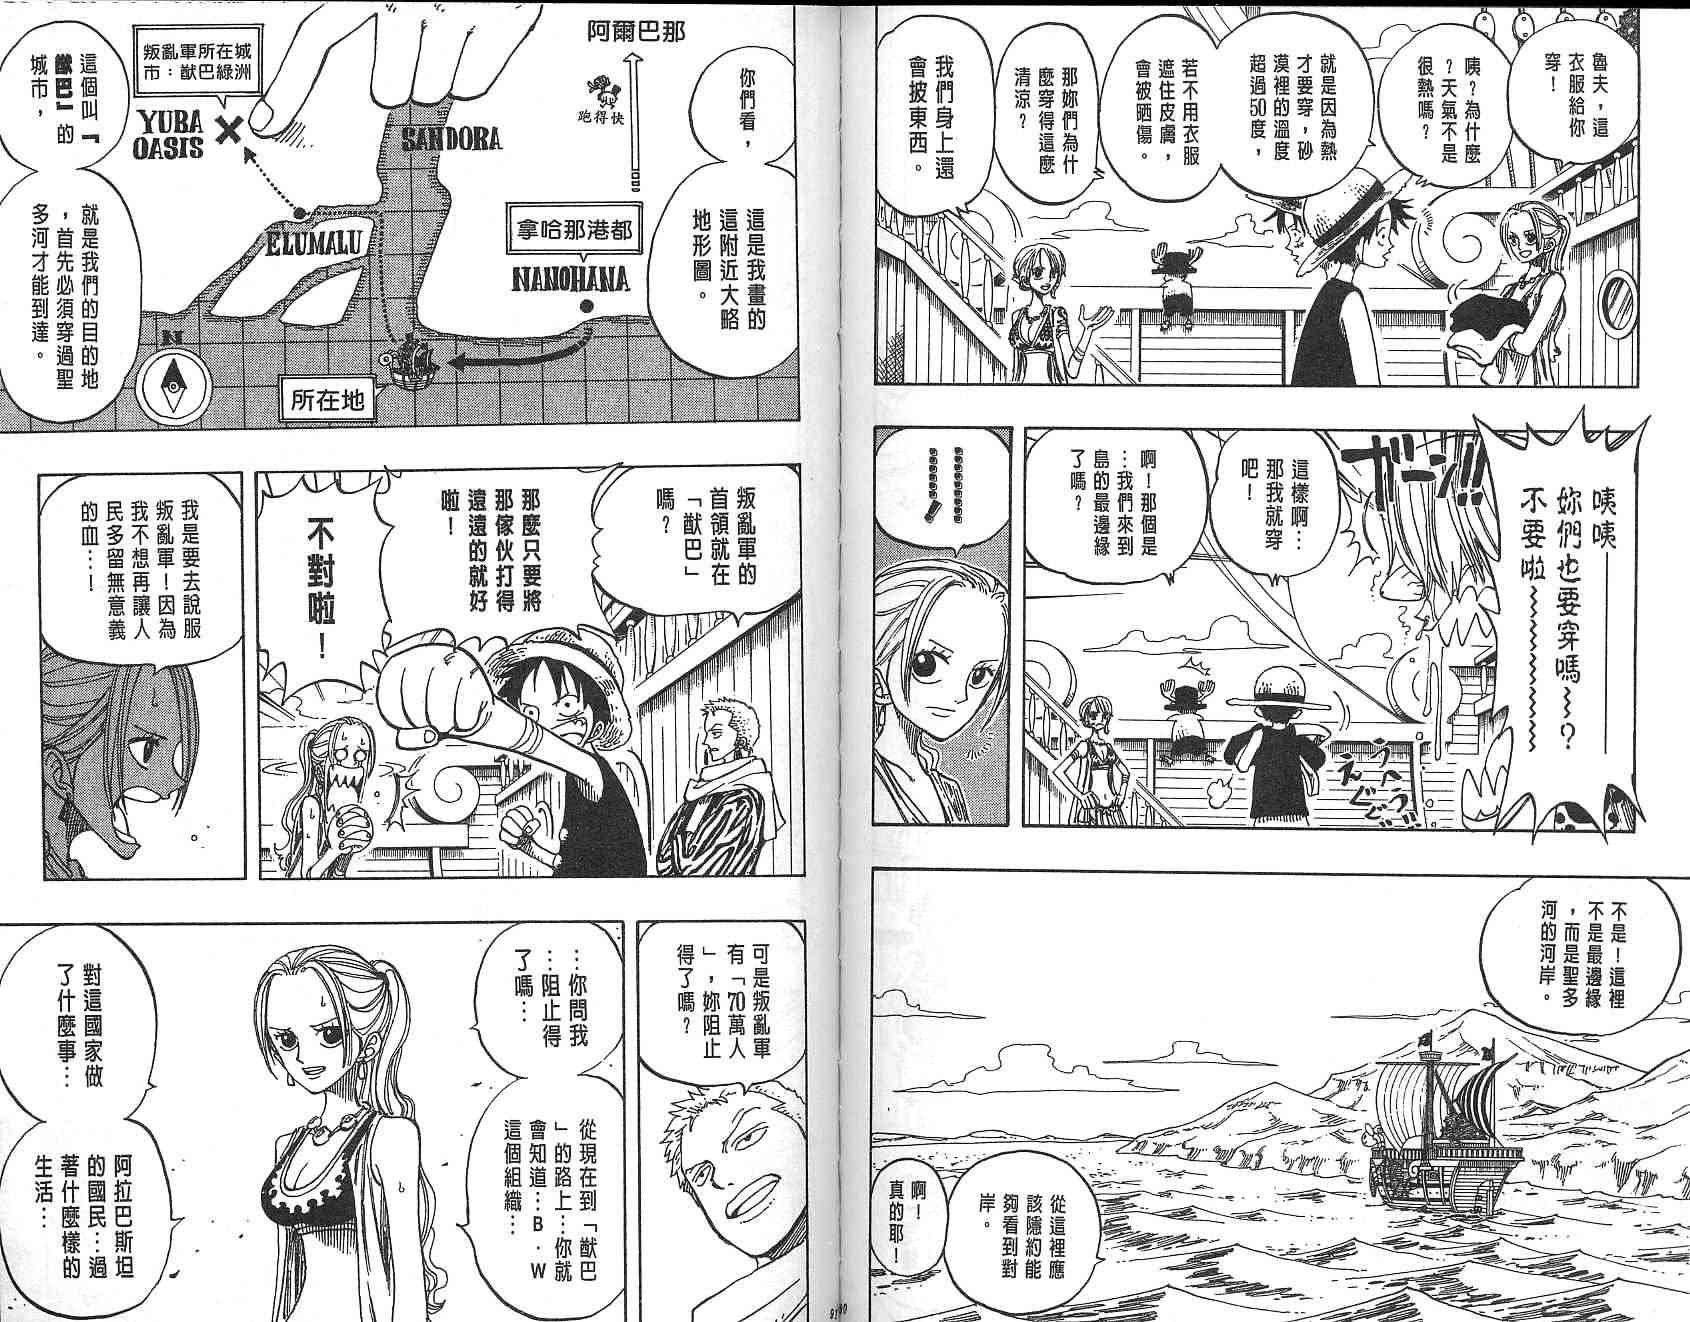 魯夫，這
衣服給你
穿！
咦？為什麼
？天氣不是
很熱嗎？
就是因為熱
才要穿，砂
漠裡的溫度
超過50度，
若不用衣服
遮住皮膚，
會被晒傷。
那妳們為什
麼穿得這麼
清涼？
我們身上還
會披東西。
咦咦——
妳們也要穿嗎～～？
不要啦～～～～～～～
ガーン!!
這樣啊…
那我就穿
吧！
啊！那個是
…我們來到
島的最邊緣
了嗎？
うう
えぐえぐ
………………
………………！
不是！這裡
不是最邊緣
，而是聖多
河的河岸。
從這裡應
該隱約能
夠看到對
岸。
啊！
真的耶！
80
你們看，
這是我畫的
這附近大略
地形圖。
阿爾巴那
跑得快
拿哈那港都
NANOHANA
SANDORA
叛亂軍所在城
市：猷巴綠洲
YUBA
OASIS
ELUMALU
N
所在地
這個叫「
猷巴」的
城市，
就是我們的目的地
，首先必須穿過聖
多河才能到達。
叛亂軍的
首領就在
「猷巴」
嗎？
那麼只要將
那傢伙打得
遠遠的就好
啦！
不對啦！
我是要去說服
叛亂軍！因為
我不想再讓人
民多留無意義
的血…！
可是叛亂軍
有「70萬人
」，妳阻止
得了嗎？
…你問我
…阻止得
了嗎…
從現在到「猷巴
」的路上…你就
會知道…B．W
這個組織…
對這國家做
了什麼事…
阿拉巴斯坦
的國民…過
著什麼樣的
生活…
81